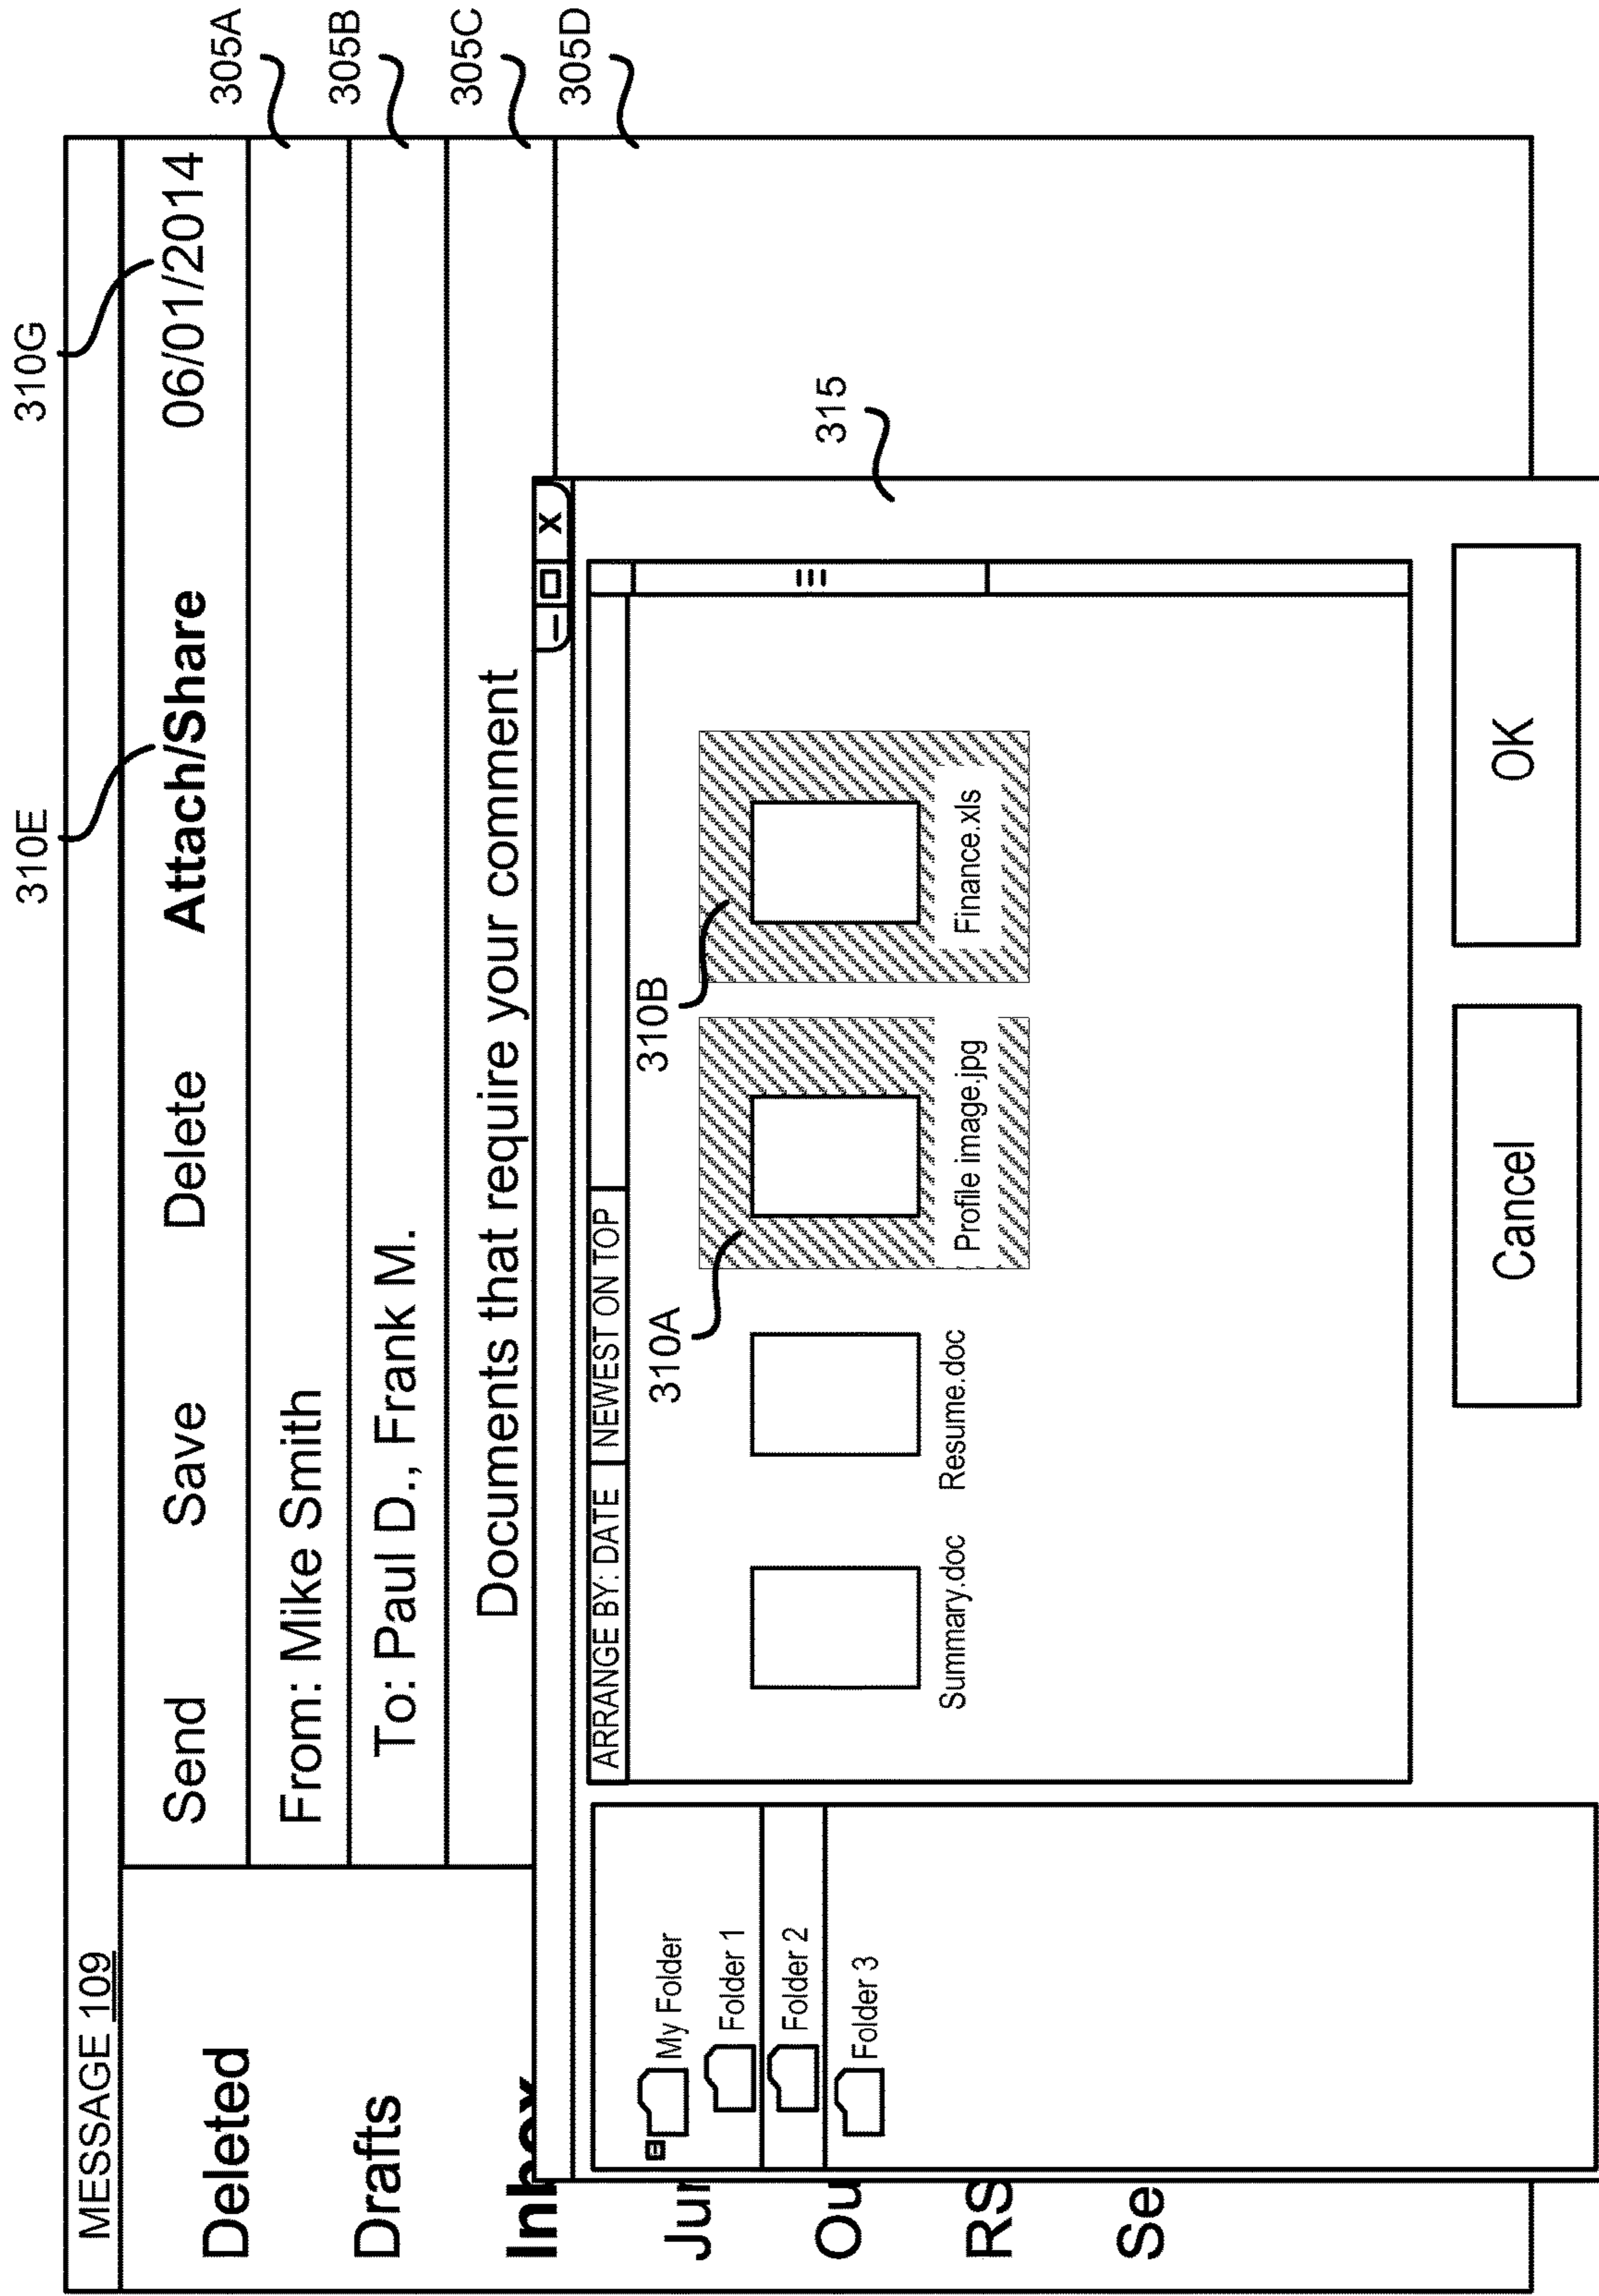 310E
310G
MESSAGE 109
Send Save Delete Attach/Share 06/01/2014
305A
From: Mike Smith
305B
To: Paul D., Frank M.
305C
Documents that require your comment
305D
Deleted
Drafts
Inbox
Jun
Ou
RS
Se
X
ARRANGE BY: DATE NEWEST ON TOP
315
My Folder
Folder 1
Folder 2
Folder 3
310A
310B
Summary.doc Resume.doc Profile image.jpg Finance.xls
Cancel OK